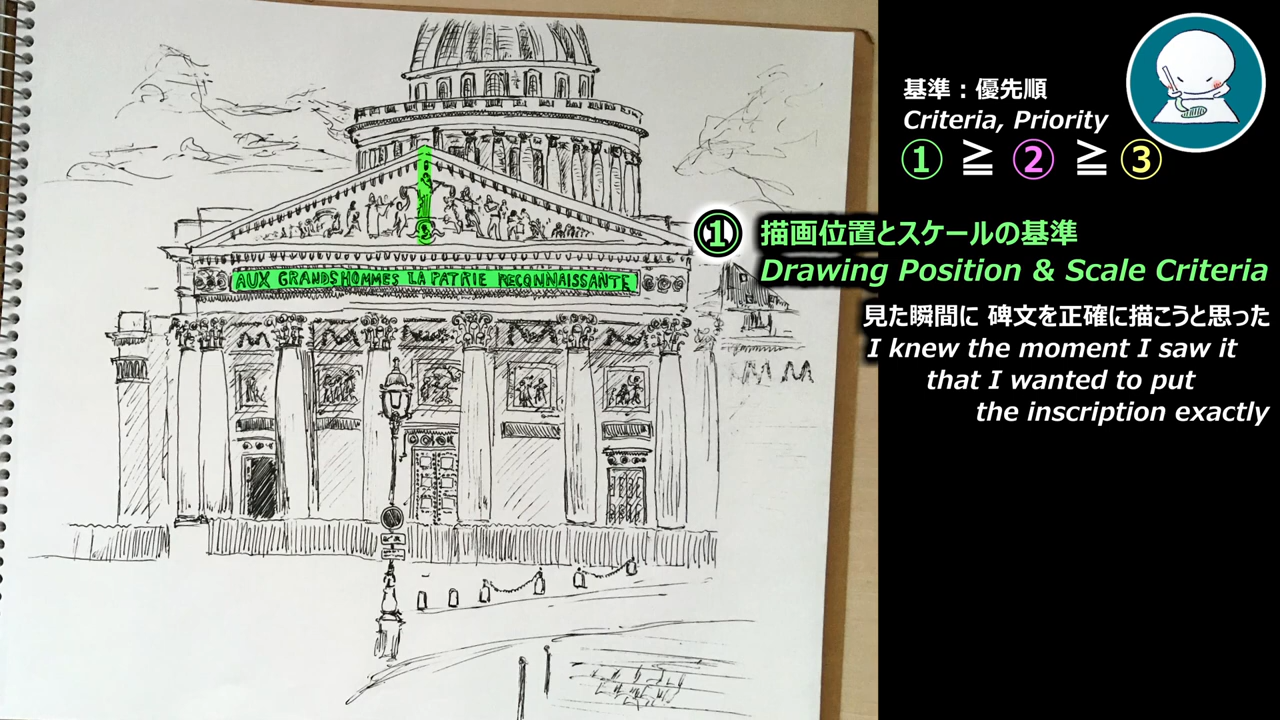 基準：優先順
Criteria, Priority
① ≧ ② ≧ ③
① 描画位置とスケールの基準
Drawing Position & Scale Criteria
見た瞬間に 碑文を正確に描こうと思った
I knew the moment I saw it
that I wanted to put
the inscription exactly
AUX GRANDS HOMMES LA PATRIE RECONNAISSANTE